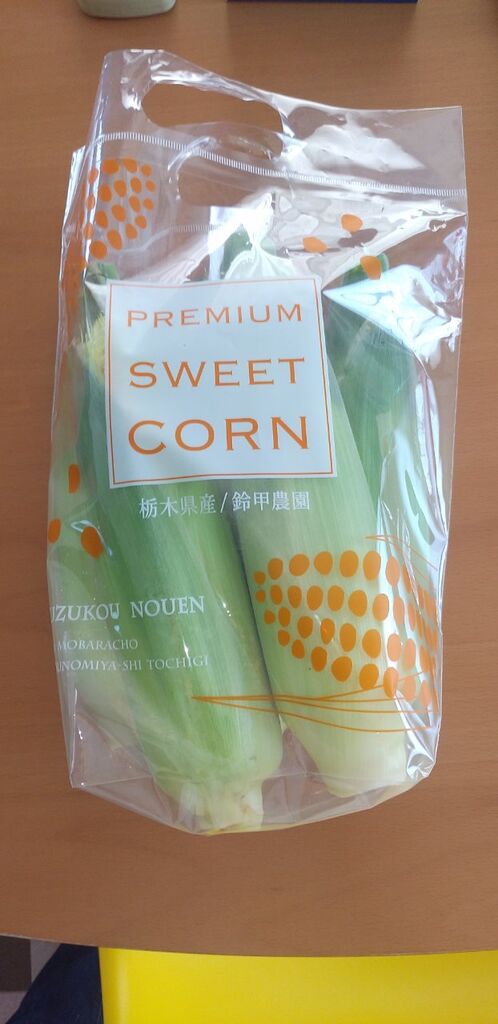 PREMIUM
SWEET
CORN
栃木県産/鈴甲農園
UZUKOU NOUEN
MOBARACHO
UNOMIYA-SHI TOCHIGI